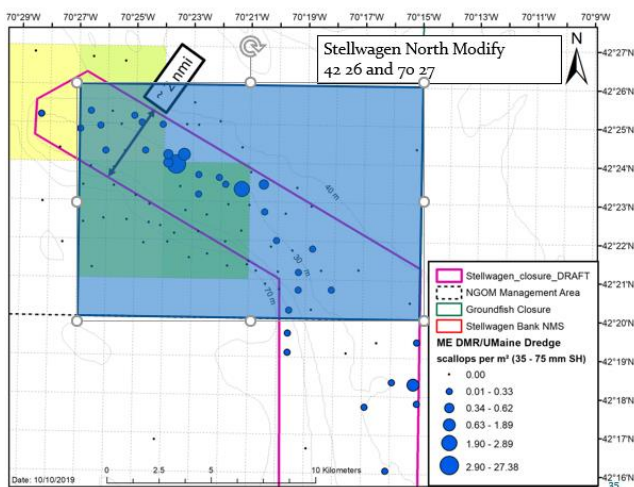 70°29'W 70°27'W 70°25'W 70°23'W 70°21'W 70°19'W 70°17'W 70°15'W 70°13'W 70°11'W 70°9'W
Stellwagen North Modify
42 26 and 70 27
N
~ 2 nmi
42°27'N
42°26'N
42°25'N
42°24'N
42°23'N
42°22'N
42°21'N
42°20'N
42°19'N
42°18'N
42°17'N
42°16'N
40 m
30 m
70 m
Stellwagen_closure_DRAFT
NGOM Management Area
Groundfish Closure
Stellwagen Bank NMS
ME DMR/UMaine Dredge
scallops per m² (35 - 75 mm SH)
0.00
0.01 - 0.33
0.34 - 0.62
0.63 - 1.89
1.90 - 2.89
2.90 - 27.38
0 2.5 5 10 Kilometers
Date: 10/10/2019
35